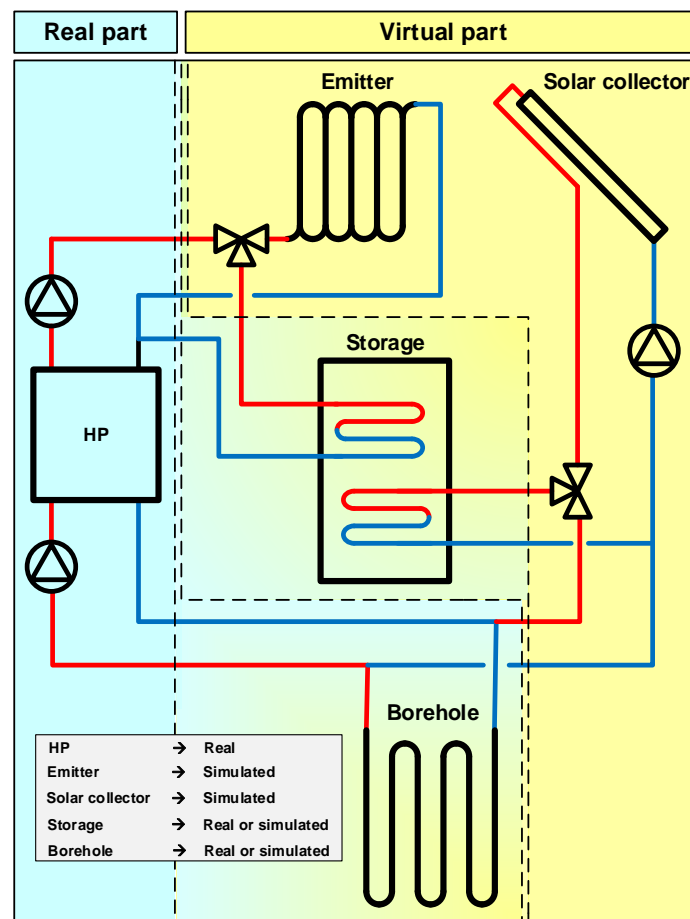 Real part
Virtual part
Emitter
Solar collector
Storage
HP
Borehole
HP → Real
Emitter → Simulated
Solar collector → Simulated
Storage → Real or simulated
Borehole → Real or simulated